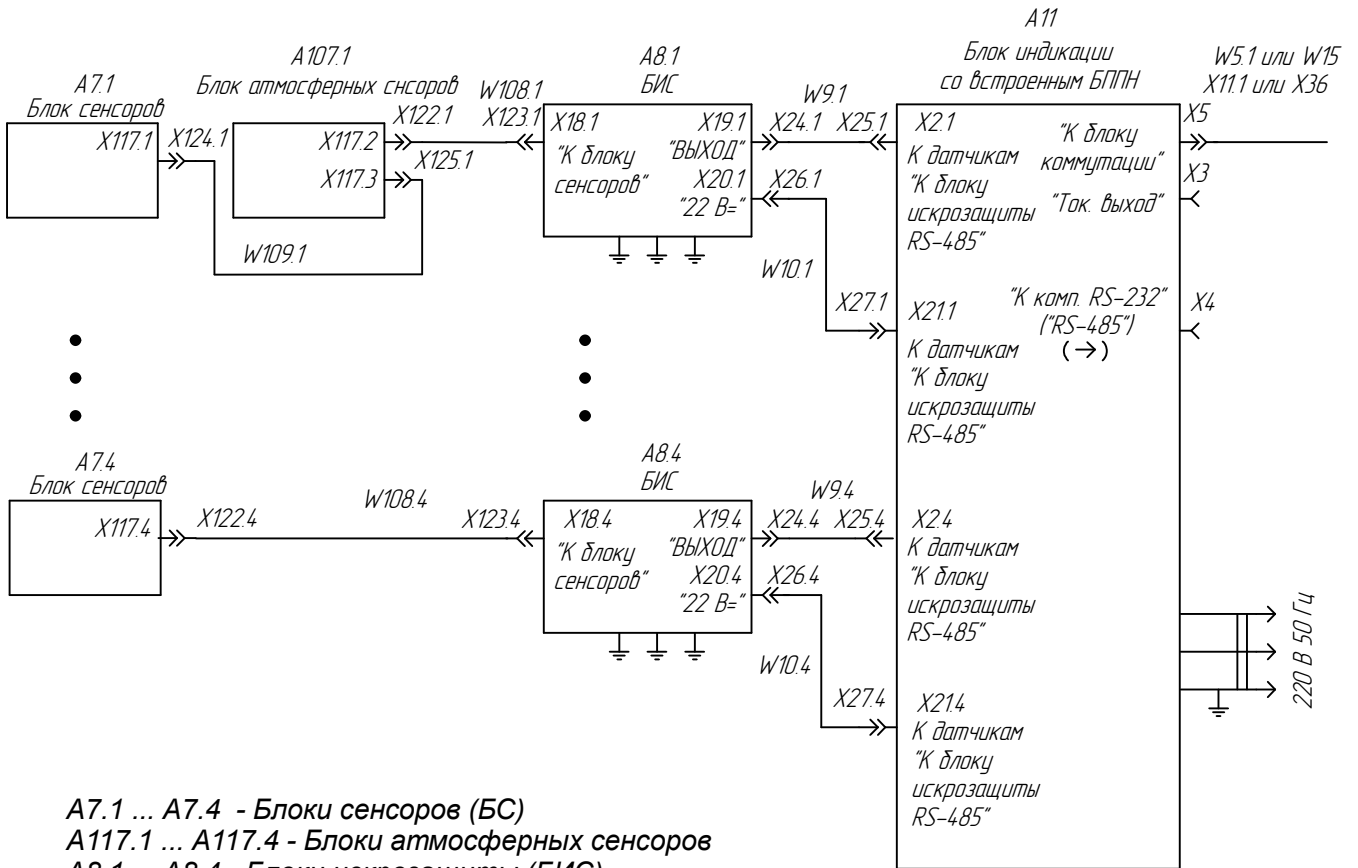 А11
Блок индикации
со встроенным БППН
W5.1 или W15
X11.1 или X36
А107.1
Блок атмосферных снсоров
А8.1
БИС
А7.1
Блок сенсоров
W108.1
X122.1
X123.1
W9.1
X5
X117.1
X124.1
X117.2
X125.1
X117.3
W109.1
X18.1
"К блоку
сенсоров"
X19.1
"ВЫХОД"
X20.1
"22 В="
X24.1
X25.1
X26.1
W10.1
X27.1
X2.1
К датчикам
"К блоку
искрозащиты
RS-485"
"К блоку
коммутации"
X3
"Ток. выход"
"К комп. RS-232"
("RS-485")
(→)
X4
X21.1
К датчикам
"К блоку
искрозащиты
RS-485"
А7.4
Блок сенсоров
X117.4
X122.4
W108.4
X123.4
А8.4
БИС
X18.4
"К блоку
сенсоров"
X19.4
"ВЫХОД"
X20.4
"22 В="
W9.4
X24.4
X25.4
X26.4
W10.4
X27.4
X2.4
К датчикам
"К блоку
искрозащиты
RS-485"
X21.4
К датчикам
"К блоку
искрозащиты
RS-485"
220 В 50 Гц
А7.1 ... А7.4 - Блоки сенсоров (БС)
А117.1 ... А117.4 - Блоки атмосферных сенсоров
А8.1 ... А8.4 - Блоки искрозащиты (БИС)